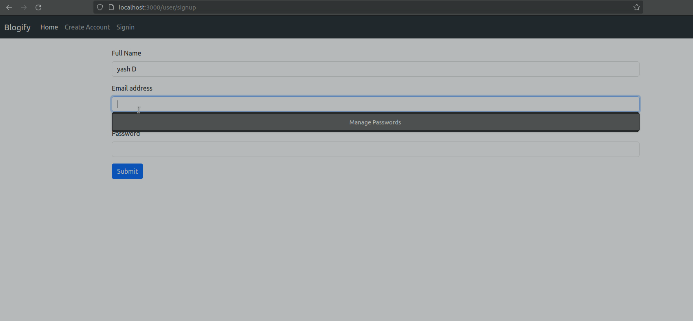 localhost:3000/user/signup
Blogify Home Create Account Signin
Full Name
yash D
Email address
Manage Passwords
Password
Submit